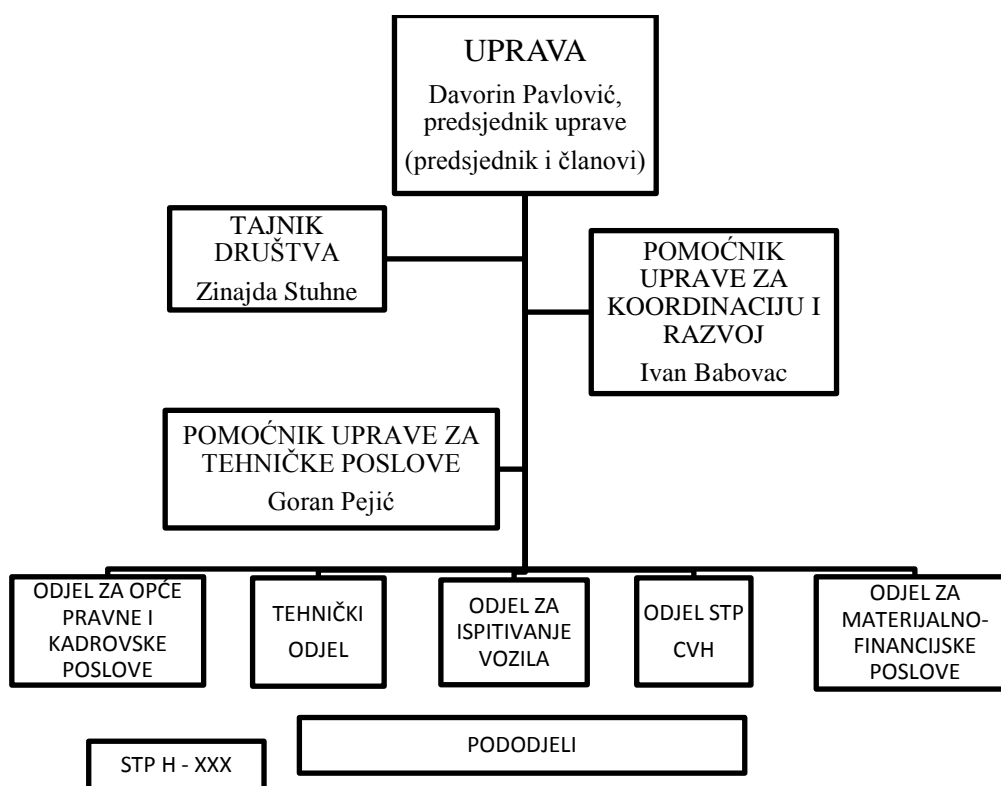 UPRAVA
Davorin Pavlović,
predsjednik uprave
(predsjednik i članovi)
TAJNIK
DRUŠTVA
Zinajda Stuhne
POMOĆNIK
UPRAVE ZA
KOORDINACIJU I
RAZVOJ
Ivan Babovac
POMOĆNIK UPRAVE ZA
TEHNIČKE POSLOVE
Goran Pejić
ODJEL ZA OPĆE
PRAVNE I
KADROVSKE
POSLOVE
TEHNIČKI
ODJEL
ODJEL ZA
ISPITIVANJE
VOZILA
ODJEL STP
CVH
ODJEL ZA
MATERIJALNO-
FINANCIJSKE
POSLOVE
PODODJELI
STP H - XXX